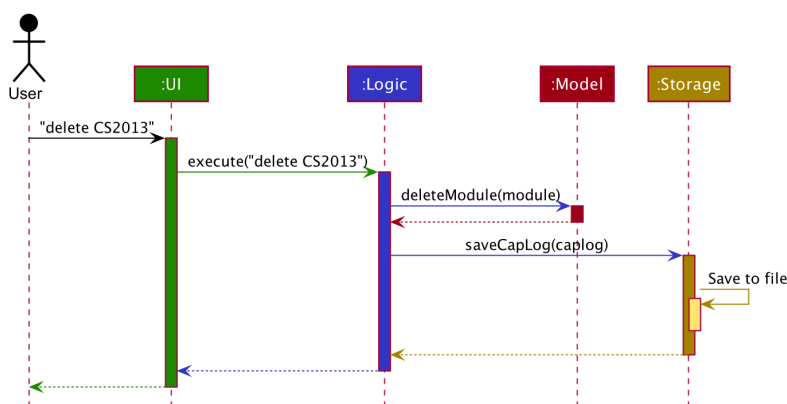 :UI
:Logic
:Model
:Storage
User
"delete CS2013"
execute("delete CS2013")
deleteModule(module)
saveCapLog(caplog)
Save to file